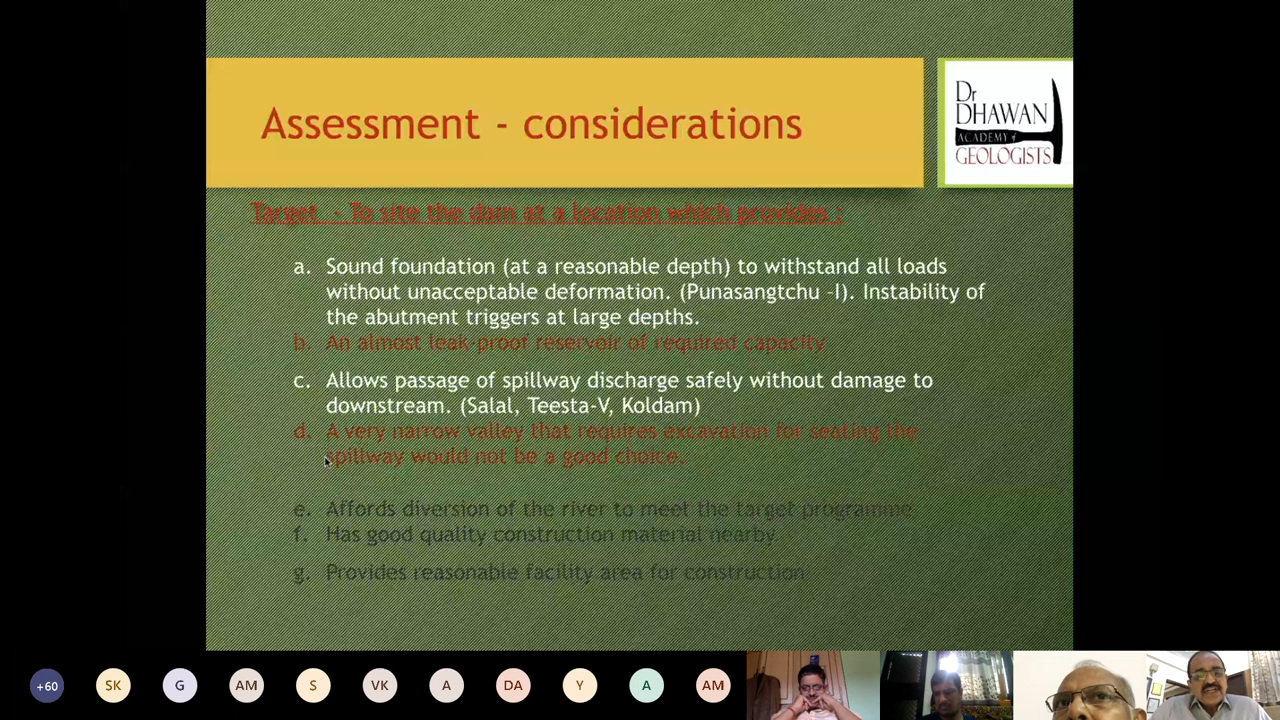 Assessment - considerations
Dr
DHAWAN
ACADEMY of
GEOLOGISTS
Target - To site the dam at a location which provides :
a. Sound foundation (at a reasonable depth) to withstand all loads
without unacceptable deformation. (Punasangtchu -I). Instability of
the abutment triggers at large depths.
b. An almost leak-proof reservoir of required capacity
c. Allows passage of spillway discharge safely without damage to
downstream. (Salal, Teesta-V, Koldam)
d. A very narrow valley that requires excavation for seating the
spillway would not be a good choice.
e. Affords diversion of the river to meet the target programme
f. Has good quality construction material nearby.
g. Provides reasonable facility area for construction
+60 SK G AM S VK A DA Y A AM